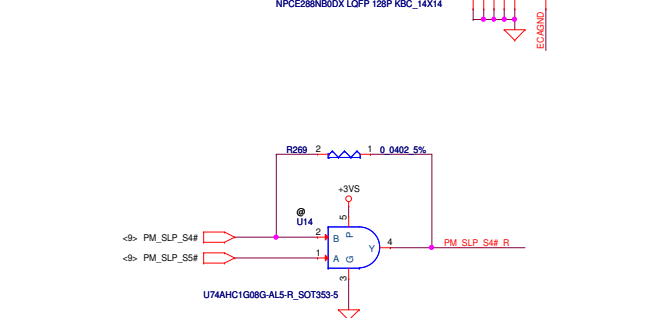 NPCE288NB0DX LQFP 128P KBC_14X14
ECAGND
R269 2 1 0_0402_5%
+3VS
@
U14
5
<9> PM_SLP_S4# 2 B P
Y 4 PM_SLP_S4#_R
<9> PM_SLP_S5# 1 A G
3
U74AHC1G08G-AL5-R_SOT353-5